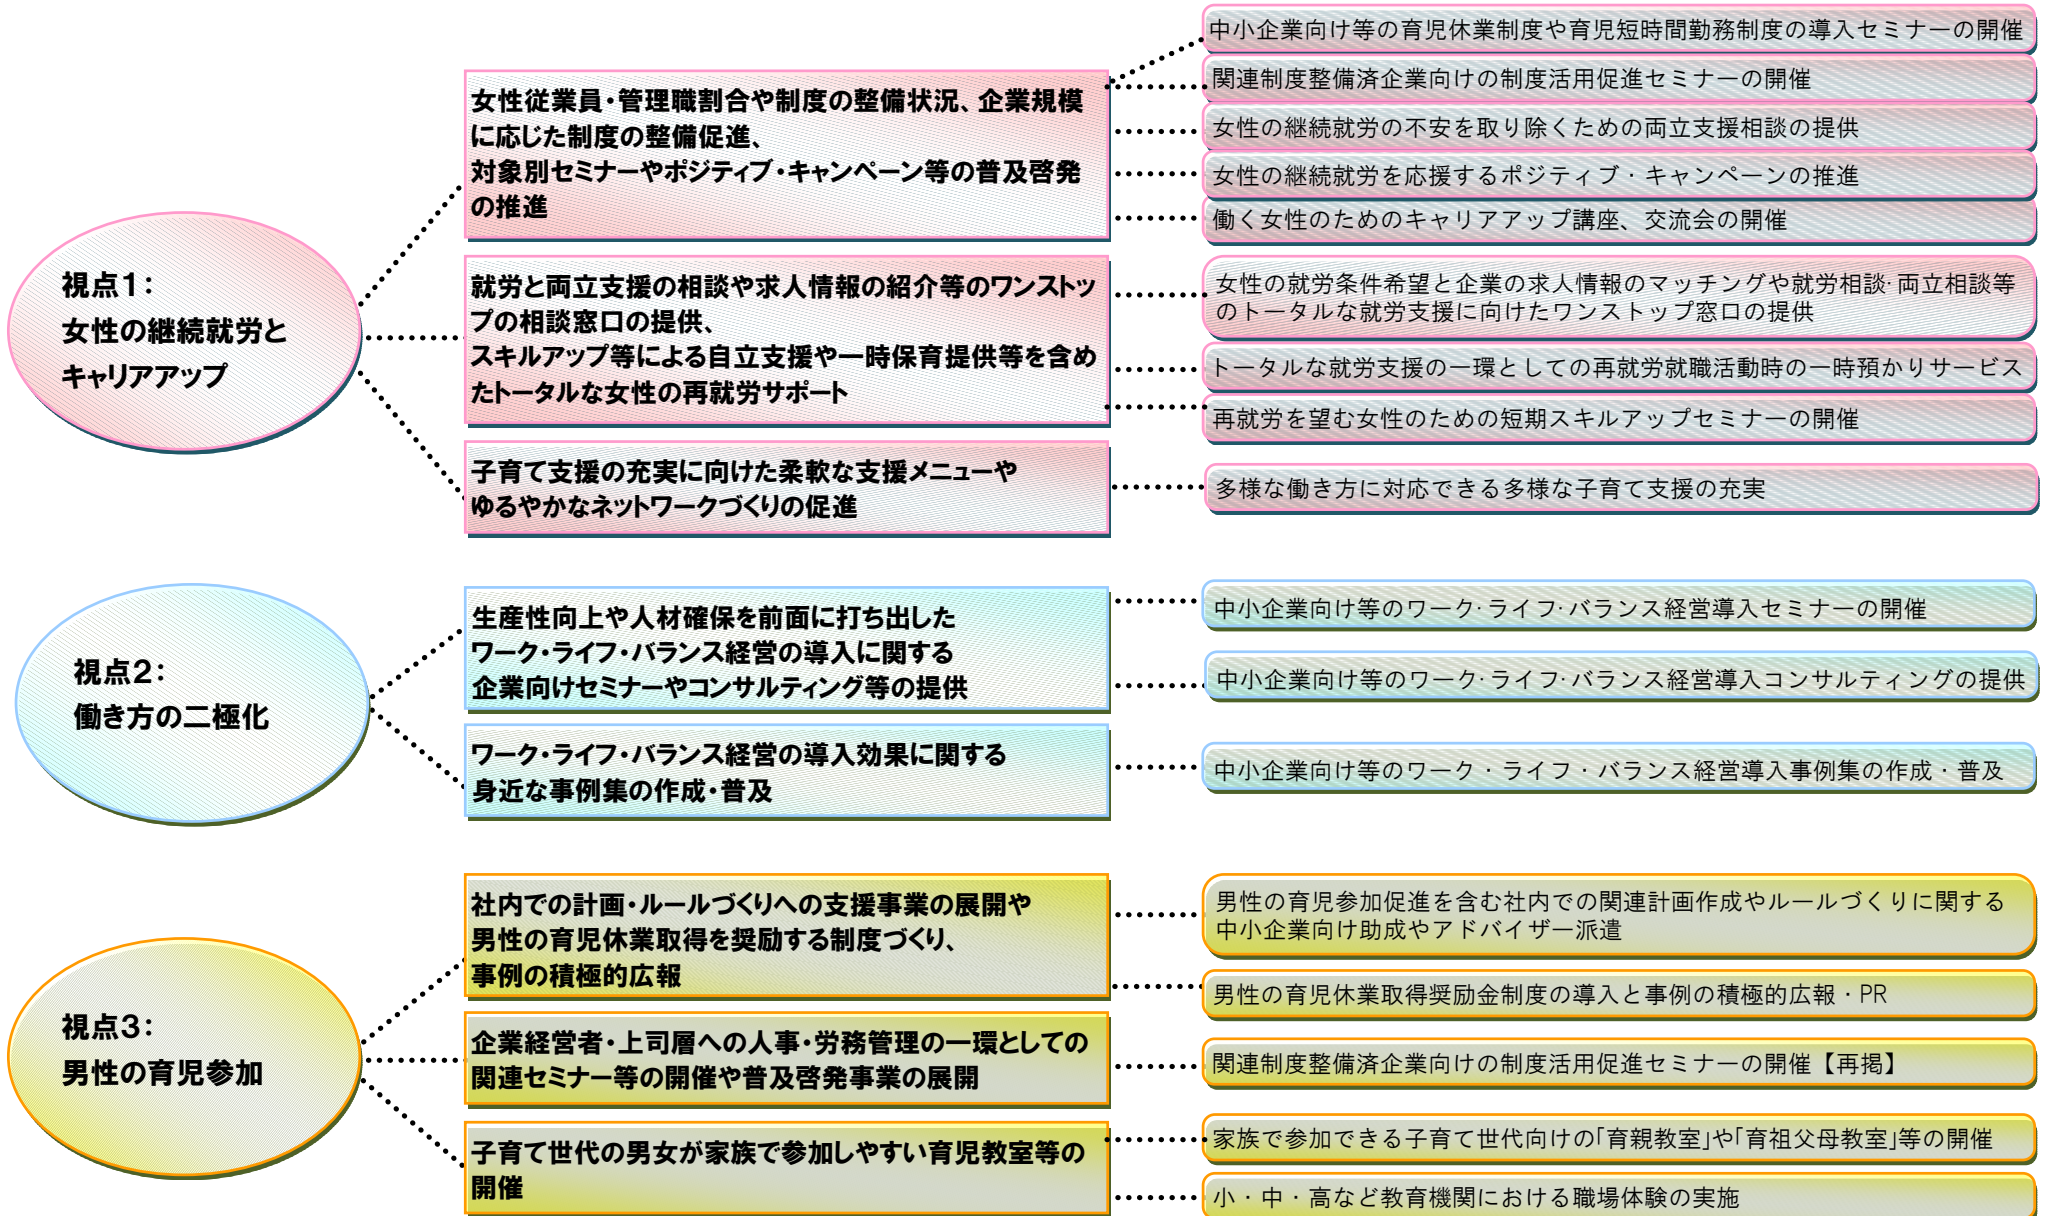 視点1:
女性の継続就労と
キャリアアップ
女性従業員・管理職割合や制度の整備状況、企業規模
に応じた制度の整備促進、
対象別セミナーやポジティブ・キャンペーン等の普及啓発
の推進
中小企業向け等の育児休業制度や育児短時間勤務制度の導入セミナーの開催
関連制度整備済企業向けの制度活用促進セミナーの開催
女性の継続就労の不安を取り除くための両立支援相談の提供
女性の継続就労を応援するポジティブ・キャンペーンの推進
働く女性のためのキャリアアップ講座、交流会の開催
就労と両立支援の相談や求人情報の紹介等のワンストッ
プの相談窓口の提供、
スキルアップ等による自立支援や一時保育提供等を含め
たトータルな女性の再就労サポート
女性の就労条件希望と企業の求人情報のマッチングや就労相談・両立相談等
のトータルな就労支援に向けたワンストップ窓口の提供
トータルな就労支援の一環としての再就労就職活動時の一時預かりサービス
再就労を望む女性のための短期スキルアップセミナーの開催
子育て支援の充実に向けた柔軟な支援メニューや
ゆるやかなネットワークづくりの促進
多様な働き方に対応できる多様な子育て支援の充実
視点2:
働き方の二極化
生産性向上や人材確保を前面に打ち出した
ワーク・ライフ・バランス経営の導入に関する
企業向けセミナーやコンサルティング等の提供
中小企業向け等のワーク・ライフ・バランス経営導入セミナーの開催
中小企業向け等のワーク・ライフ・バランス経営導入コンサルティングの提供
ワーク・ライフ・バランス経営の導入効果に関する
身近な事例集の作成・普及
中小企業向け等のワーク・ライフ・バランス経営導入事例集の作成・普及
視点3:
男性の育児参加
社内での計画・ルールづくりへの支援事業の展開や
男性の育児休業取得を奨励する制度づくり、
事例の積極的広報
男性の育児参加促進を含む社内での関連計画作成やルールづくりに関する
中小企業向け助成やアドバイザー派遣
男性の育児休業取得奨励金制度の導入と事例の積極的広報・PR
企業経営者・上司層への人事・労務管理の一環としての
関連セミナー等の開催や普及啓発事業の展開
関連制度整備済企業向けの制度活用促進セミナーの開催【再掲】
子育て世代の男女が家族で参加しやすい育児教室等の
開催
家族で参加できる子育て世代向けの「育親教室」や「育祖父母教室」等の開催
小・中・高など教育機関における職場体験の実施